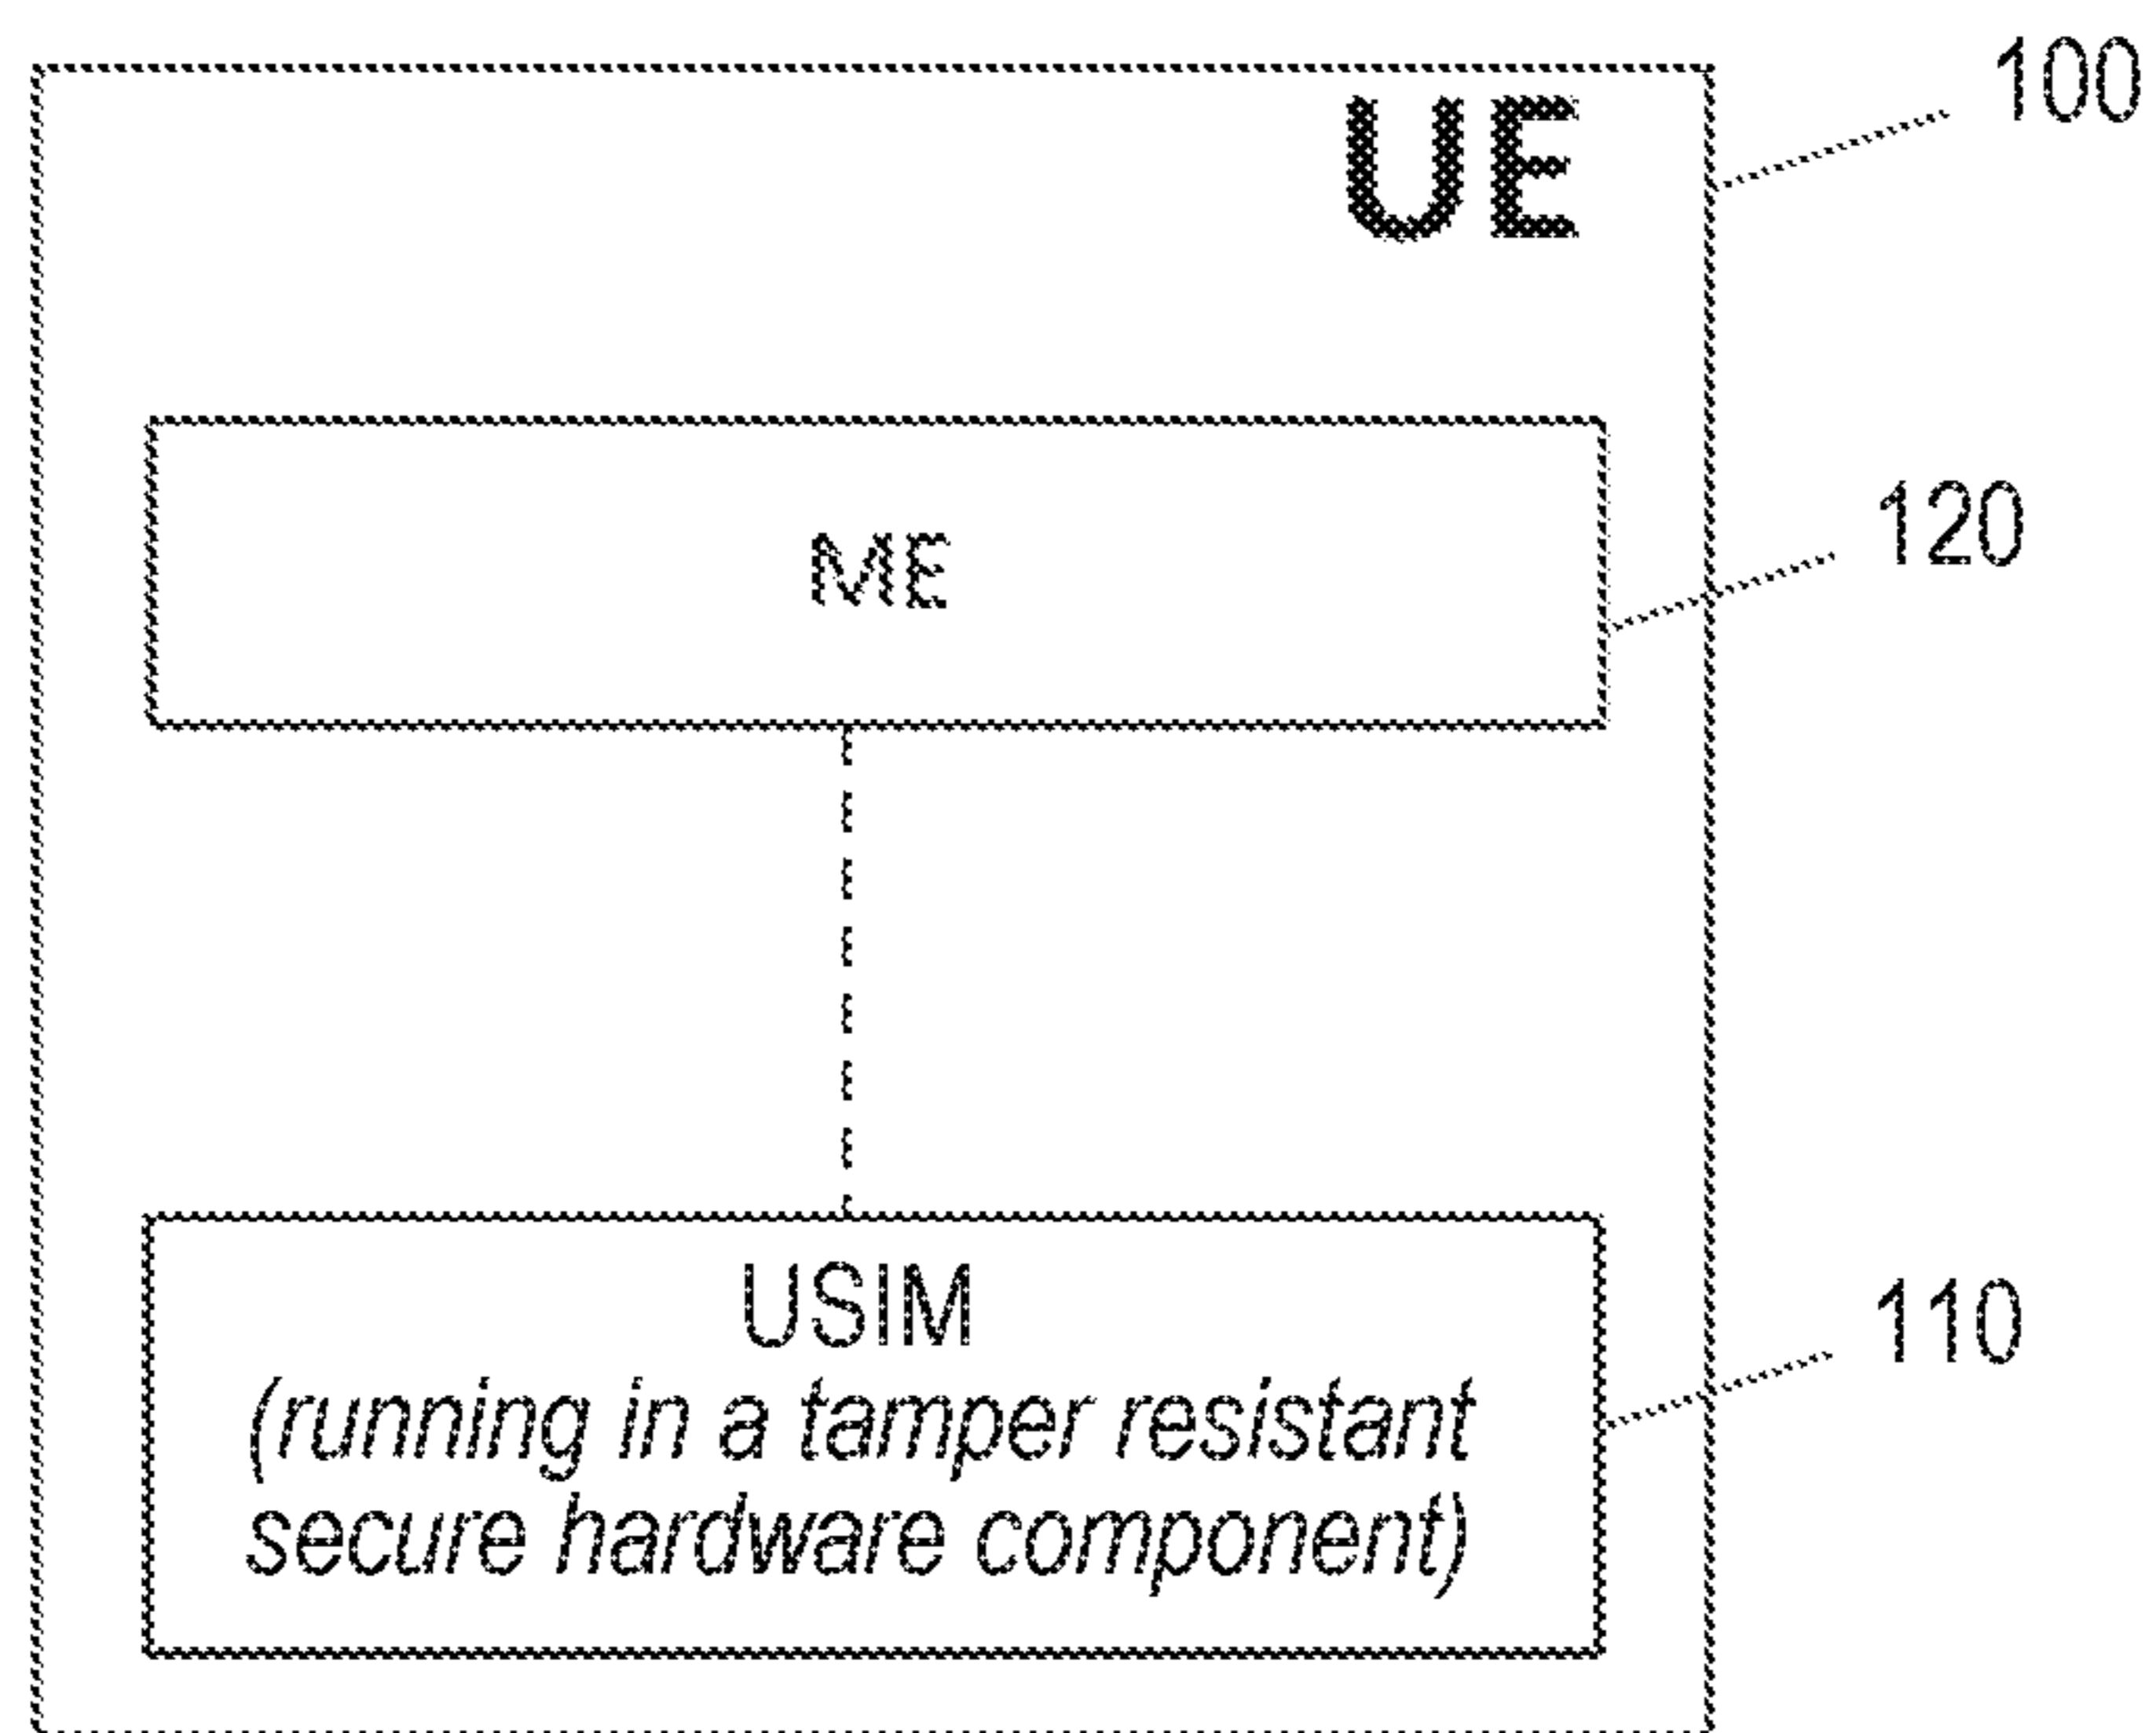 100
UE
120
ME
110
USIM
(running in a tamper resistant
secure hardware component)